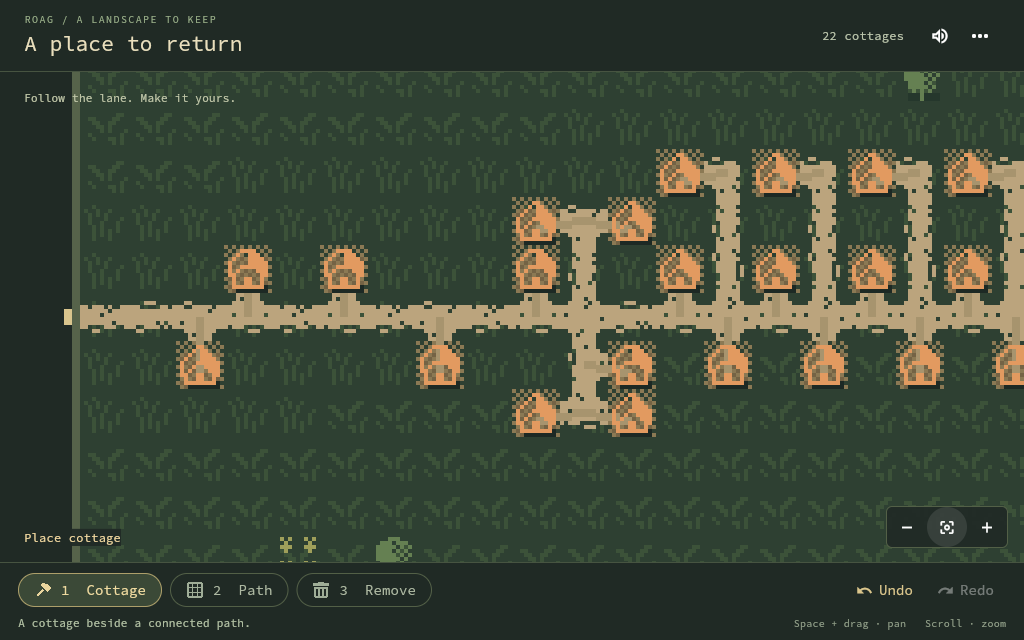 ROAG / A LANDSCAPE TO KEEP
A place to return
22 cottages
Follow the lane. Make it yours.
Place cottage
1 Cottage
2 Path
3 Remove
Undo
Redo
A cottage beside a connected path.
Space + drag · pan
Scroll · zoom